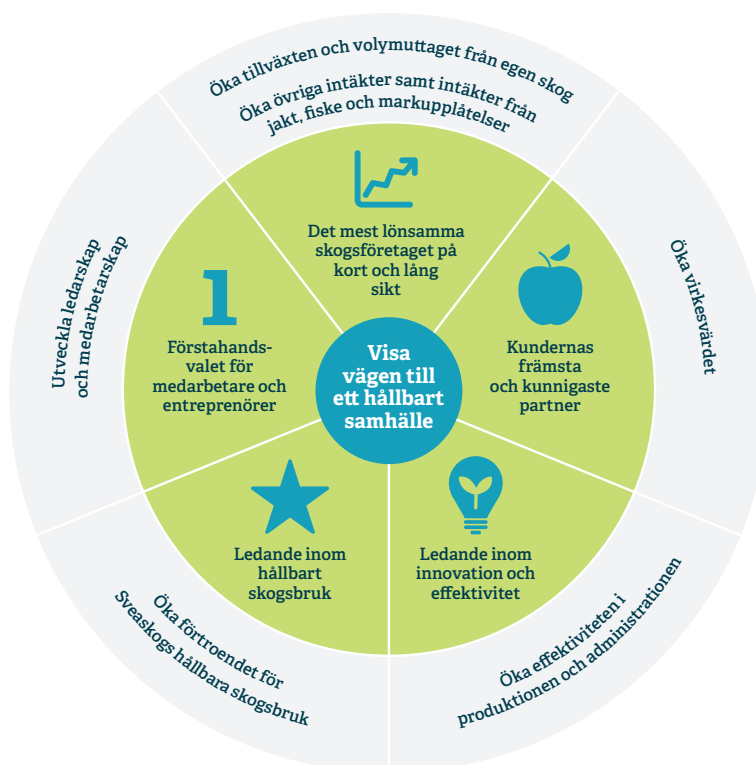 Öka tillväxten och volymuttaget från egen skog
Öka övriga intäkter samt intäkter från
jakt, fiske och markupplåtelser
Det mest lönsamma
skogsföretaget på
kort och lång
sikt
Öka virkesvärdet
Kundernas
främsta
och kunnigaste
partner
Öka effektiviteten i
produktionen och administrationen
Ledande inom
innovation och
effektivitet
Öka förtroendet för
Sveaskogs hållbara skogsbruk
Ledande inom
hållbart
skogsbruk
Utveckla ledarskap
och medarbetarskap
1
Förstahands-
valet för
medarbetare och
entreprenörer
Visa
vägen till
ett hållbart
samhälle